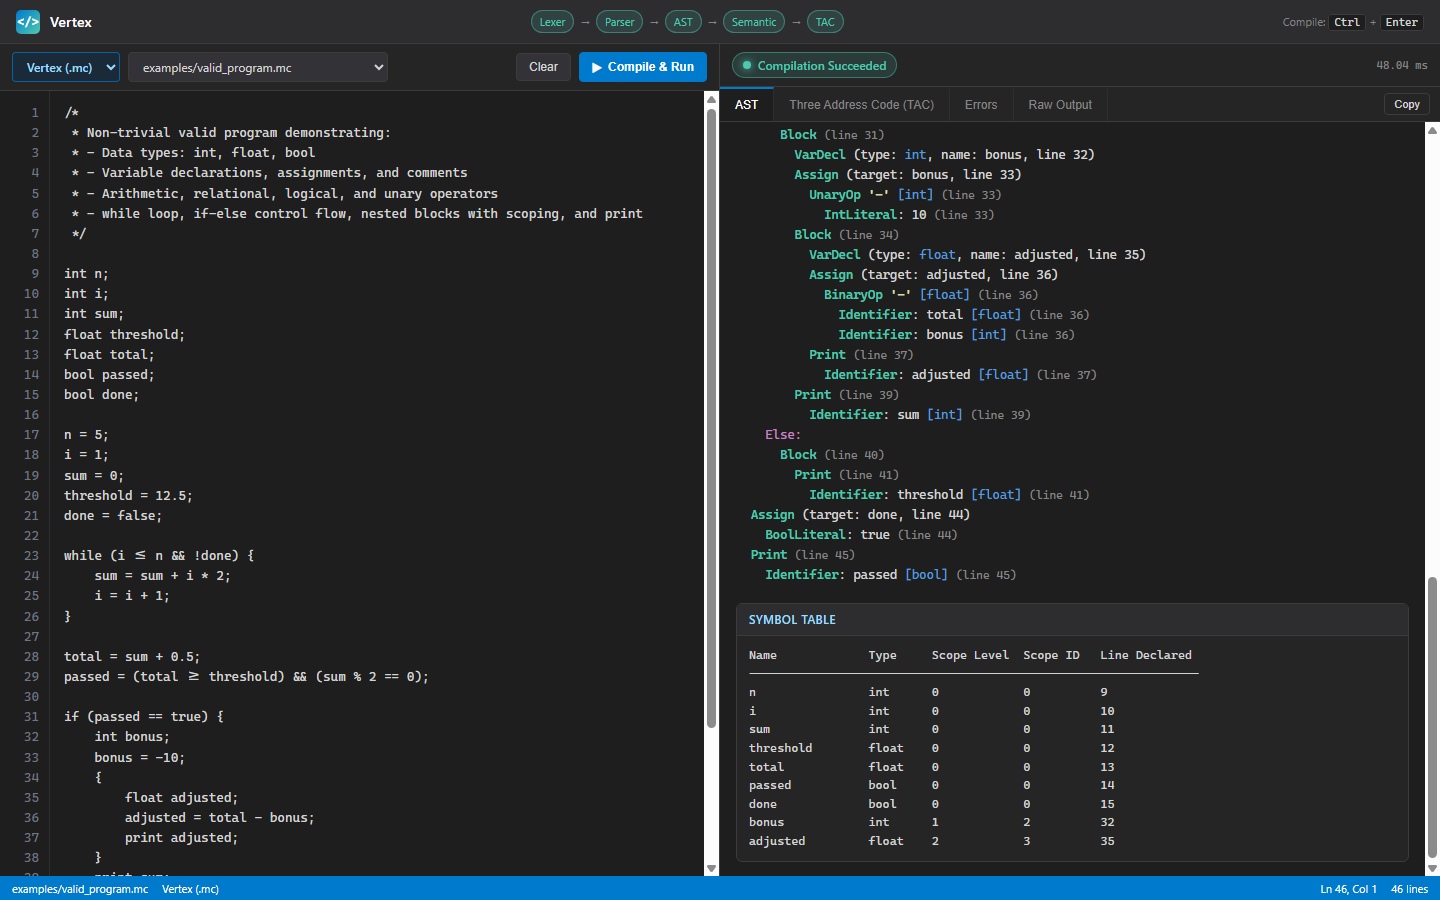 </> Vertex
Lexer → Parser → AST → Semantic → TAC
Compile: Ctrl + Enter
Vertex (.mc)
examples/valid_program.mc
Clear
▶ Compile & Run
Compilation Succeeded
48.04 ms
1 /*
2  * Non-trivial valid program demonstrating:
3  * - Data types: int, float, bool
4  * - Variable declarations, assignments, and comments
5  * - Arithmetic, relational, logical, and unary operators
6  * - while loop, if-else control flow, nested blocks with scoping, and print
7  */
8
9 int n;
10 int i;
11 int sum;
12 float threshold;
13 float total;
14 bool passed;
15 bool done;
16
17 n = 5;
18 i = 1;
19 sum = 0;
20 threshold = 12.5;
21 done = false;
22
23 while (i ≤ n && !done) {
24     sum = sum + i * 2;
25     i = i + 1;
26 }
27
28 total = sum + 0.5;
29 passed = (total ≥ threshold) && (sum % 2 == 0);
30
31 if (passed == true) {
32     int bonus;
33     bonus = -10;
34     {
35         float adjusted;
36         adjusted = total - bonus;
37         print adjusted;
38     }
39     print sum;
AST
Three Address Code (TAC)
Errors
Raw Output
Copy
Block (line 31)
VarDecl (type: int, name: bonus, line 32)
Assign (target: bonus, line 33)
UnaryOp '-' [int] (line 33)
IntLiteral: 10 (line 33)
Block (line 34)
VarDecl (type: float, name: adjusted, line 35)
Assign (target: adjusted, line 36)
BinaryOp '-' [float] (line 36)
Identifier: total [float] (line 36)
Identifier: bonus [int] (line 36)
Print (line 37)
Identifier: adjusted [float] (line 37)
Print (line 39)
Identifier: sum [int] (line 39)
Else:
Block (line 40)
Print (line 41)
Identifier: threshold [float] (line 41)
Assign (target: done, line 44)
BoolLiteral: true (line 44)
Print (line 45)
Identifier: passed [bool] (line 45)
SYMBOL TABLE
Name Type Scope Level Scope ID Line Declared
n int 0 0 9
i int 0 0 10
sum int 0 0 11
threshold float 0 0 12
total float 0 0 13
passed bool 0 0 14
done bool 0 0 15
bonus int 1 2 32
adjusted float 2 3 35
examples/valid_program.mc Vertex (.mc)
Ln 46, Col 1 46 lines